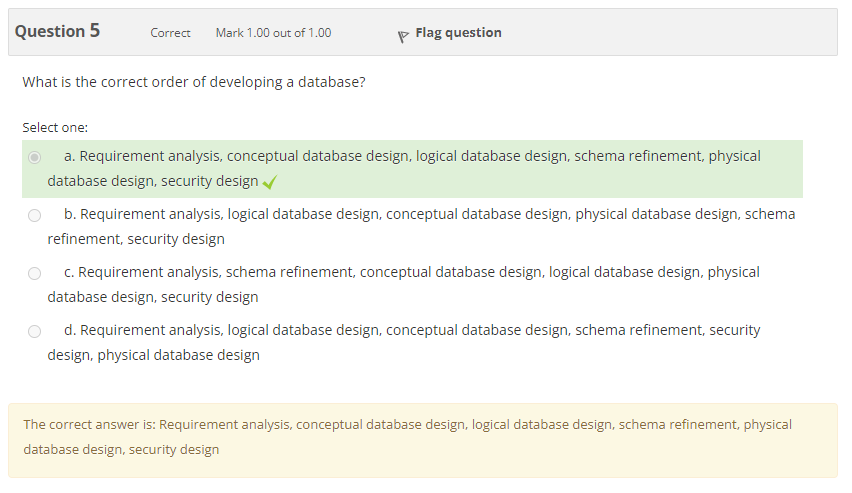 Question 5 Correct Mark 1.00 out of 1.00 Flag question
What is the correct order of developing a database?
Select one:
a. Requirement analysis, conceptual database design, logical database design, schema refinement, physical
database design, security design
b. Requirement analysis, logical database design, conceptual database design, physical database design, schema
refinement, security design
c. Requirement analysis, schema refinement, conceptual database design, logical database design, physical
database design, security design
d. Requirement analysis, logical database design, conceptual database design, schema refinement, security
design, physical database design
The correct answer is: Requirement analysis, conceptual database design, logical database design, schema refinement, physical
database design, security design